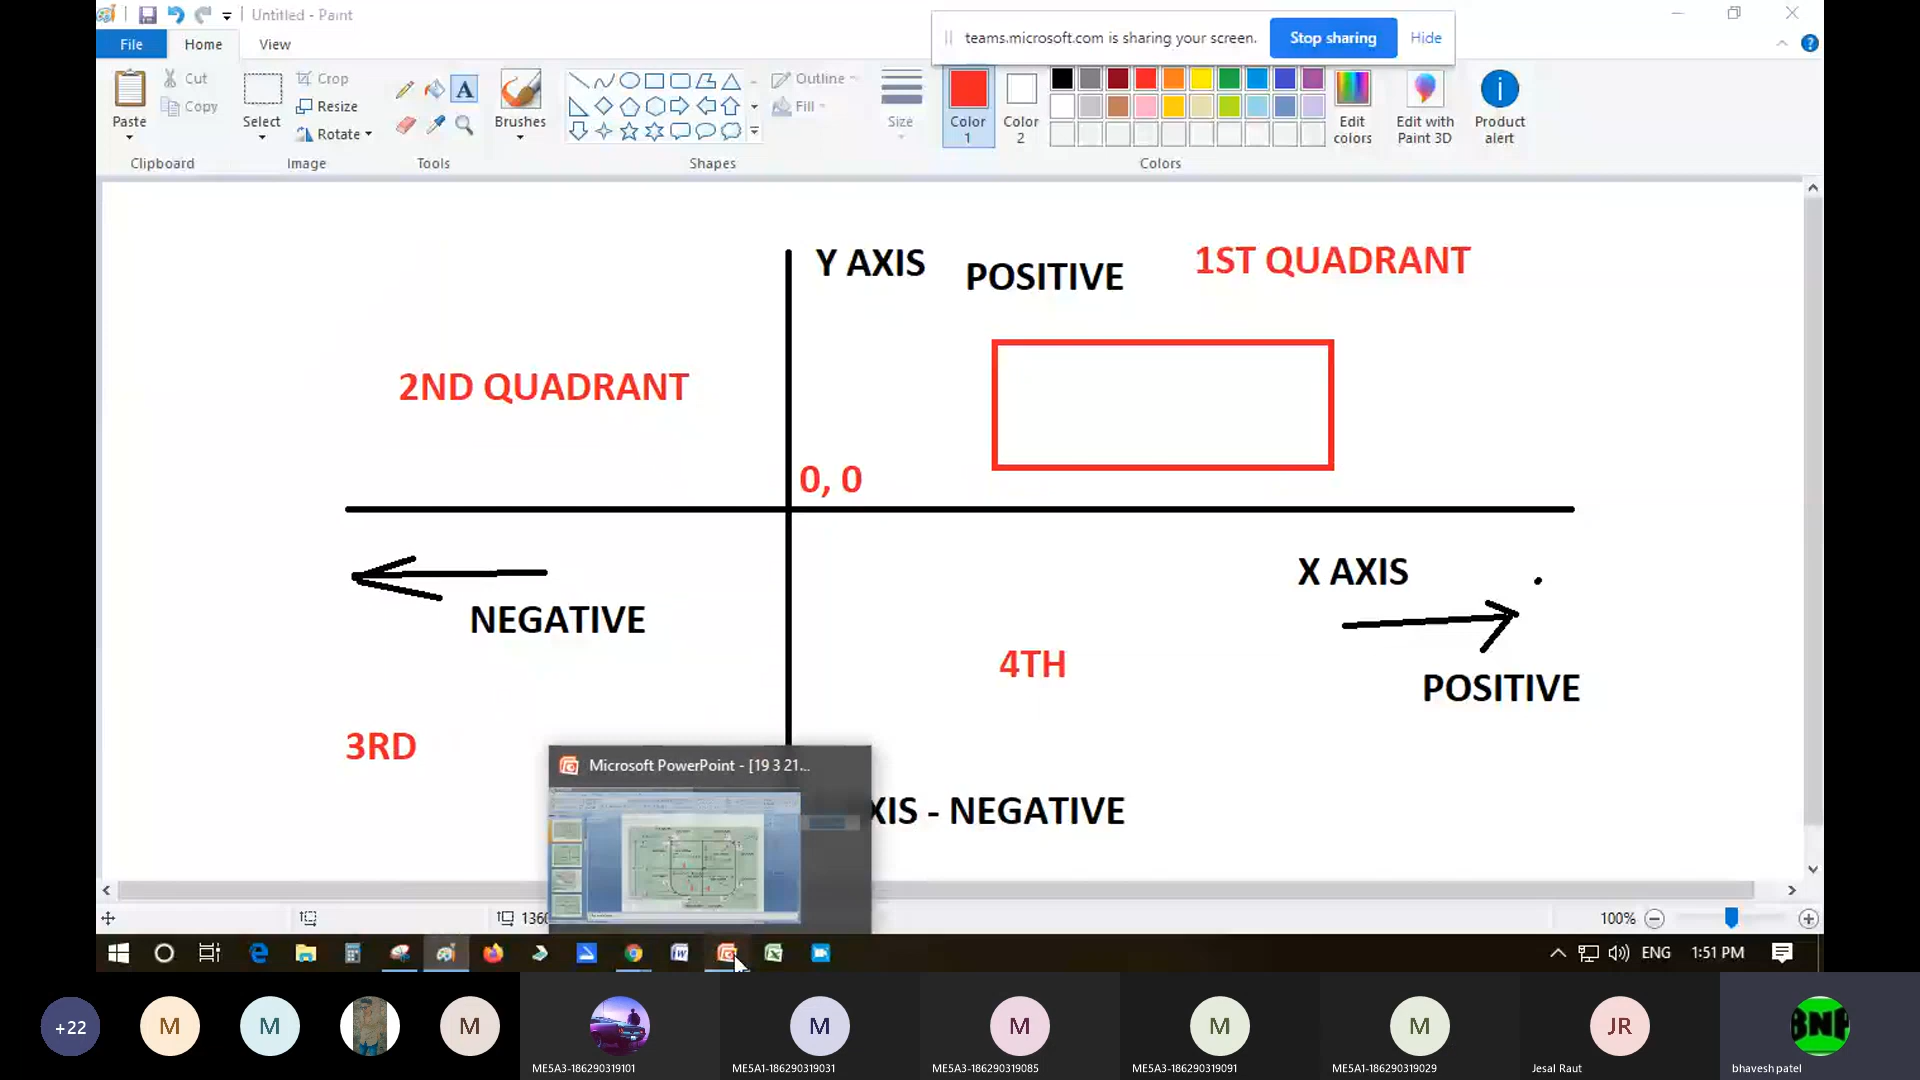 Untitled - Paint
teams.microsoft.com is sharing your screen. Stop sharing Hide
File Home View
Paste
Cut
Copy
Clipboard
Select
Crop
Resize
Rotate
Image
Tools
Brushes
Shapes
Outline
Fill
Size
Color 1
Color 2
Edit colors
Colors
Edit with Paint 3D
Product alert
Y AXIS POSITIVE 1ST QUADRANT
2ND QUADRANT
0, 0
X AXIS
NEGATIVE
4TH
POSITIVE
3RD
Microsoft PowerPoint - [19 3 21...
XIS - NEGATIVE
1360
100%
ENG 1:51 PM
+22 M M M M M M M JR BNP
ME5A3-186290319101 ME5A1-186290319031 ME5A3-186290319085 ME5A3-186290319091 ME5A1-186290319029 Jesal Raut bhavesh patel